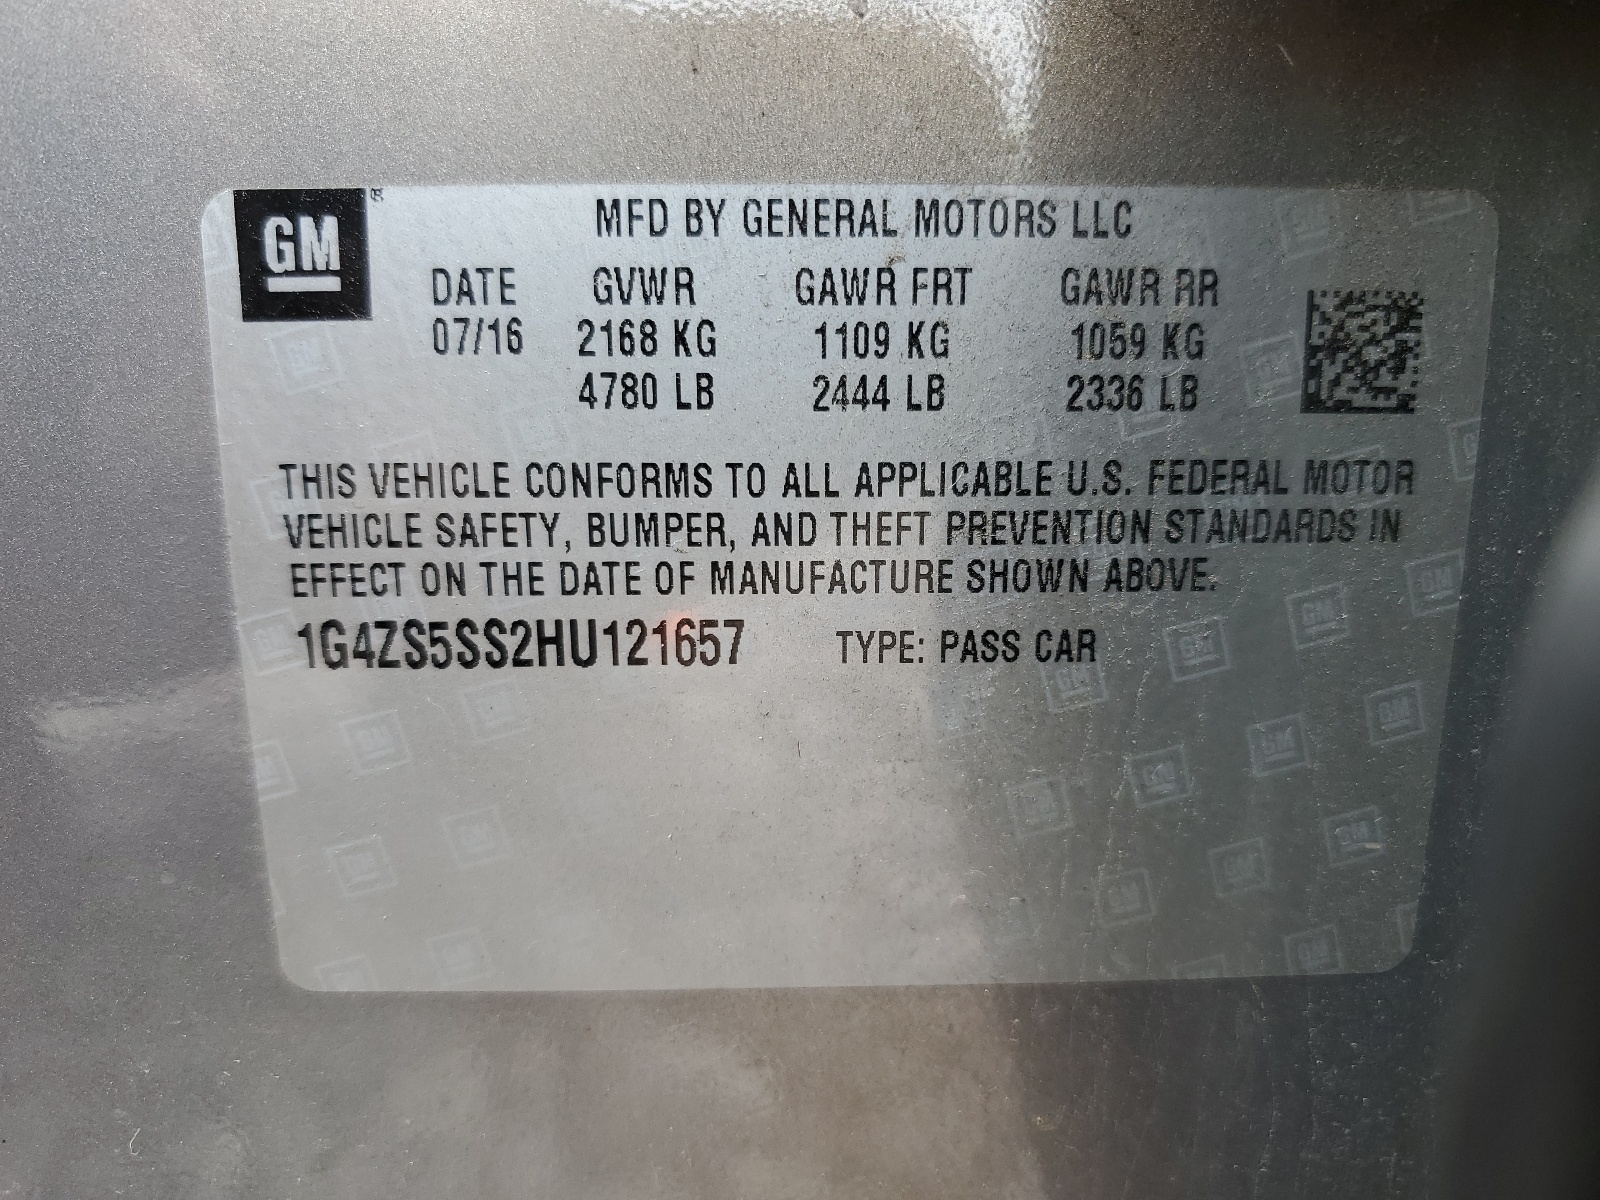 GM ®
MFD BY GENERAL MOTORS LLC
DATE GVWR GAWR FRT GAWR RR
07/16 2168 KG 1109 KG 1059 KG
4780 LB 2444 LB 2336 LB
THIS VEHICLE CONFORMS TO ALL APPLICABLE U.S. FEDERAL MOTOR
VEHICLE SAFETY, BUMPER, AND THEFT PREVENTION STANDARDS IN
EFFECT ON THE DATE OF MANUFACTURE SHOWN ABOVE.
1G4ZS5SS2HU121657 TYPE: PASS CAR